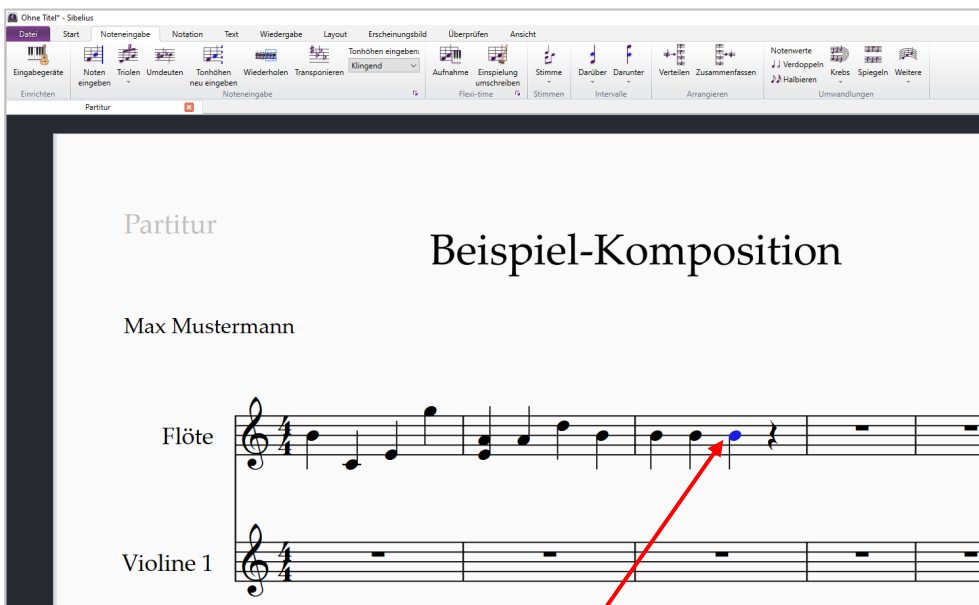 Ohne Titel* - Sibelius
Datei Start Noteneingabe Notation Text Wiedergabe Layout Erscheinungsbild Überprüfen Ansicht
Tonhöhen eingeben: Notenwerte
Klingend Verdoppeln
Halbieren
Eingabegeräte Noten Triolen Umdeuten Tonhöhen Wiederholen Transponieren Aufnahme Einspielung Stimme Darüber Darunter Verteilen Zusammenfassen Krebs Spiegeln Weitere
eingeben neu eingeben umschreiben
Einrichten Noteneingabe Flexi-time Stimmen Intervalle Arrangieren Umwandlungen
Partitur
Partitur
Beispiel-Komposition
Max Mustermann
Flöte
Violine 1